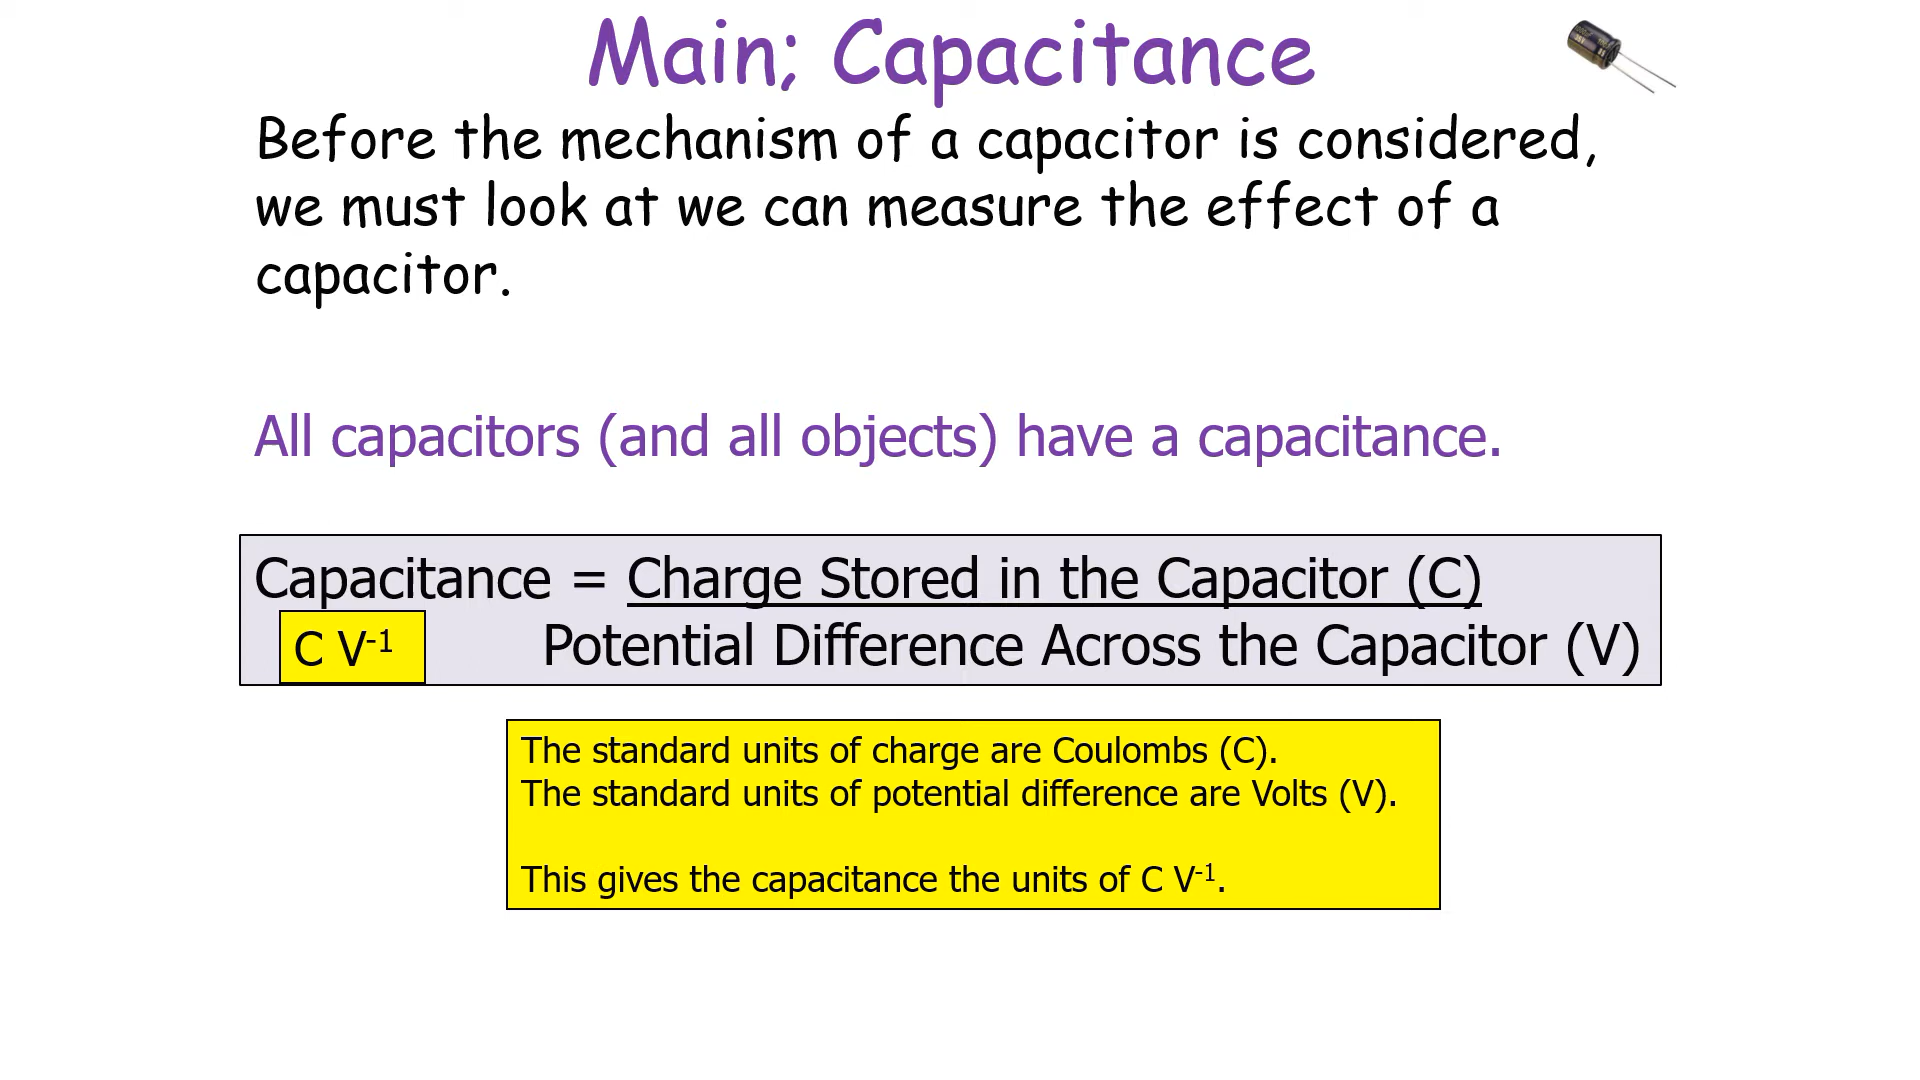 Main; Capacitance
Before the mechanism of a capacitor is considered,
we must look at we can measure the effect of a
capacitor.
All capacitors (and all objects) have a capacitance.
Capacitance = Charge Stored in the Capacitor (C)
C V-1 Potential Difference Across the Capacitor (V)
The standard units of charge are Coulombs (C).
The standard units of potential difference are Volts (V).
This gives the capacitance the units of C V-1.